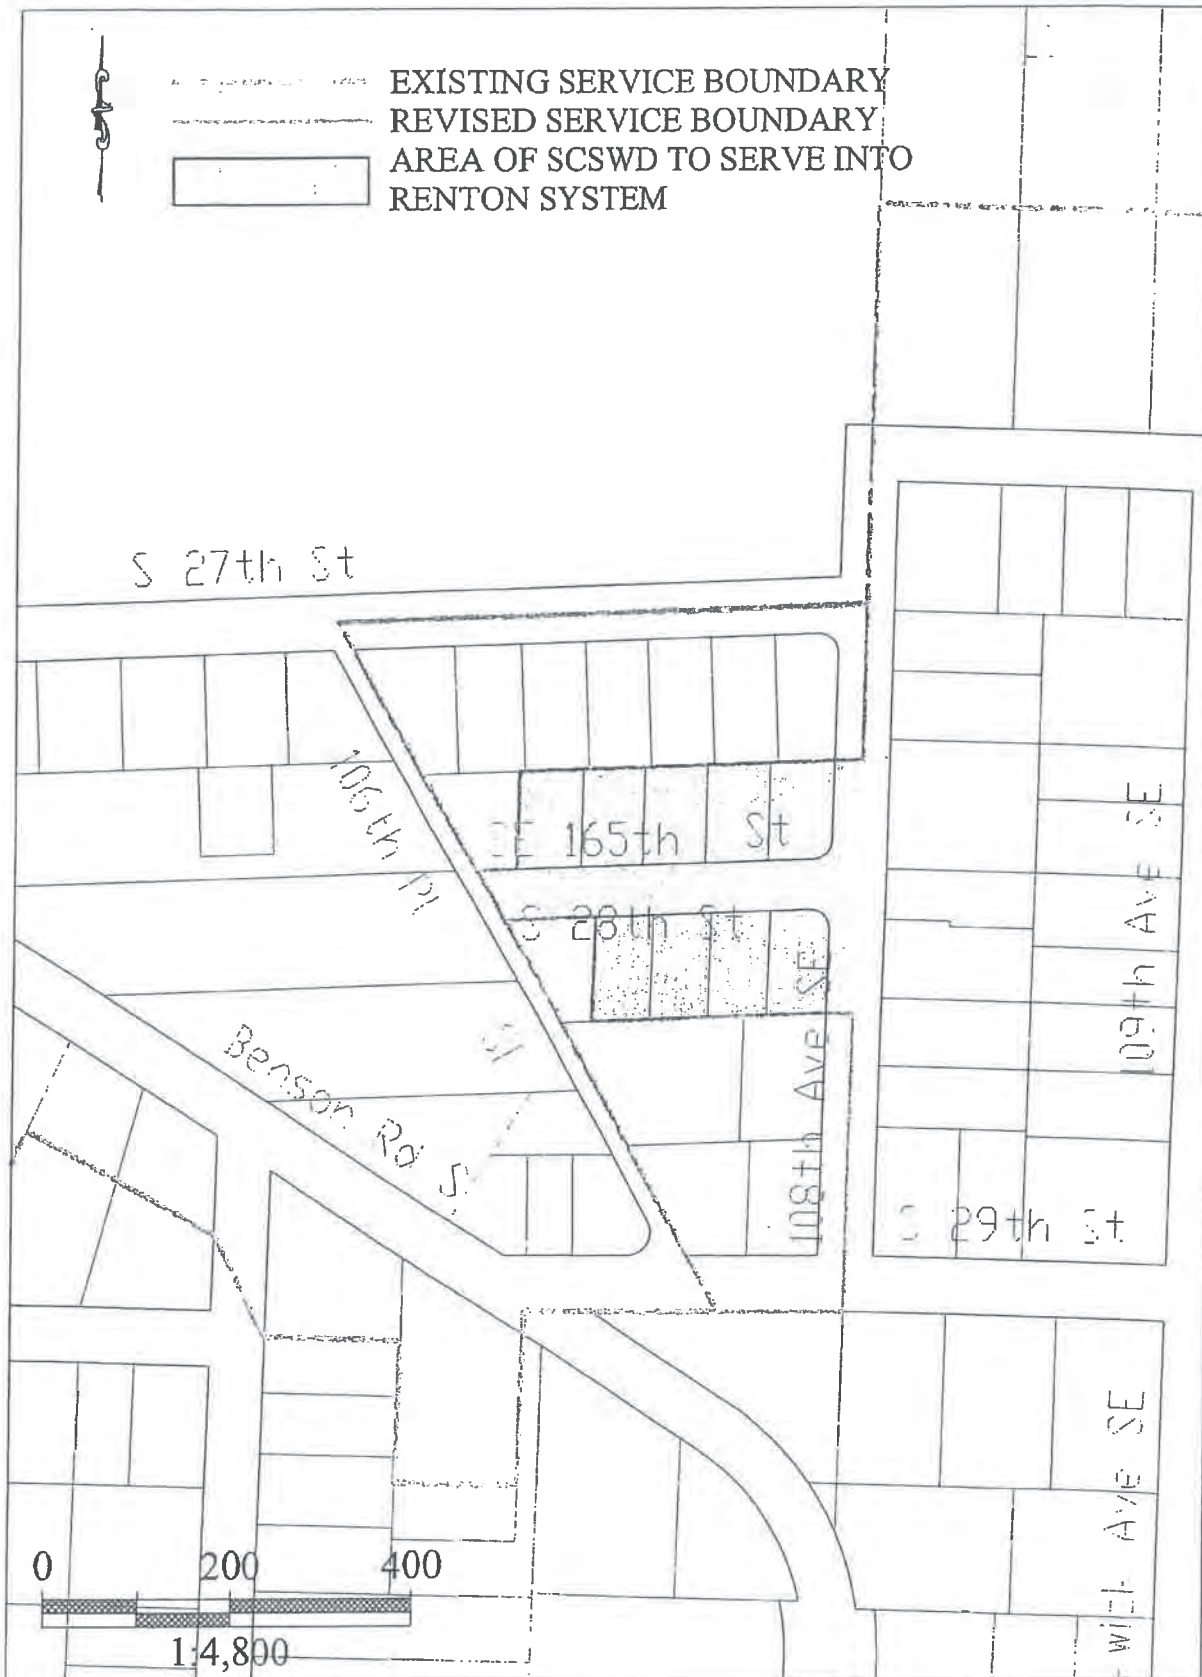 EXISTING SERVICE BOUNDARY
REVISED SERVICE BOUNDARY
AREA OF SCSWD TO SERVE INTO
RENTON SYSTEM
S 27th St
106th Pl
SE 165th St
S 28th St
108th Ave SE
109th Ave SE
Benson Rd S
S 29th St
Ave SE
0 200 400
1:4,800